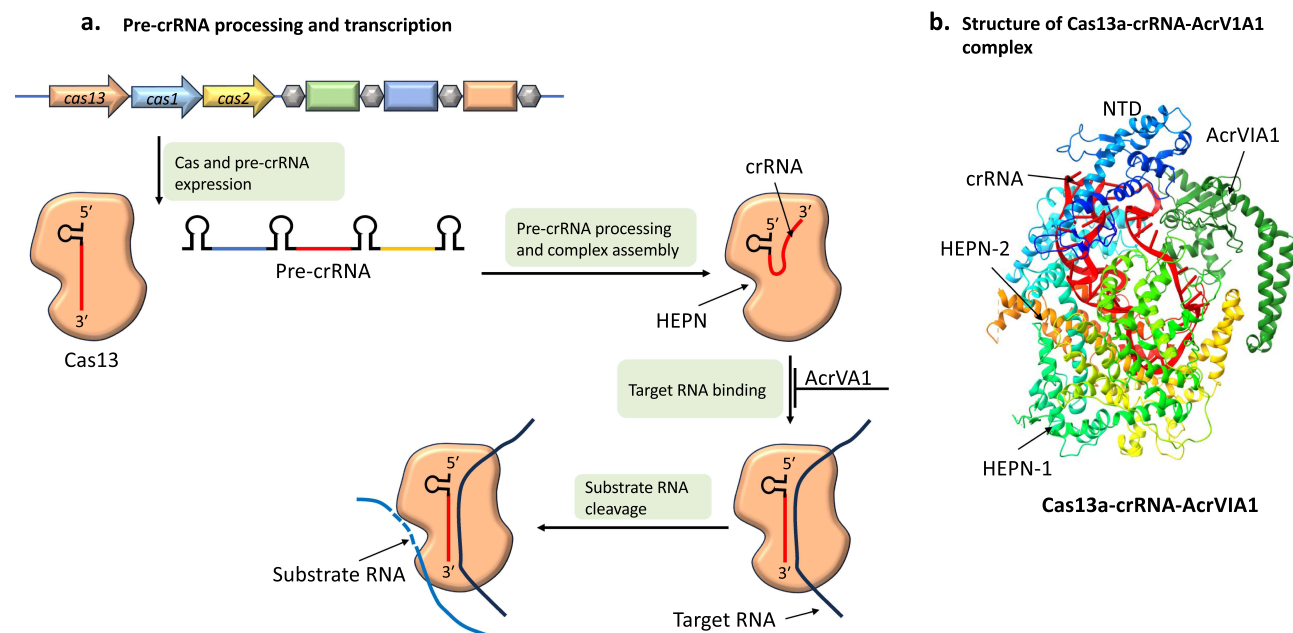 a. Pre-crRNA processing and transcription
cas13
cas1
cas2
Cas and pre-crRNA
expression
5′
3′
Cas13
Pre-crRNA
Pre-crRNA processing
and complex assembly
crRNA
5′
3′
HEPN
Target RNA binding
AcrVA1
5′
3′
Target RNA
Substrate RNA
cleavage
5′
3′
Substrate RNA
b. Structure of Cas13a-crRNA-AcrV1A1
complex
NTD
AcrVIA1
crRNA
HEPN-2
HEPN-1
Cas13a-crRNA-AcrVIA1